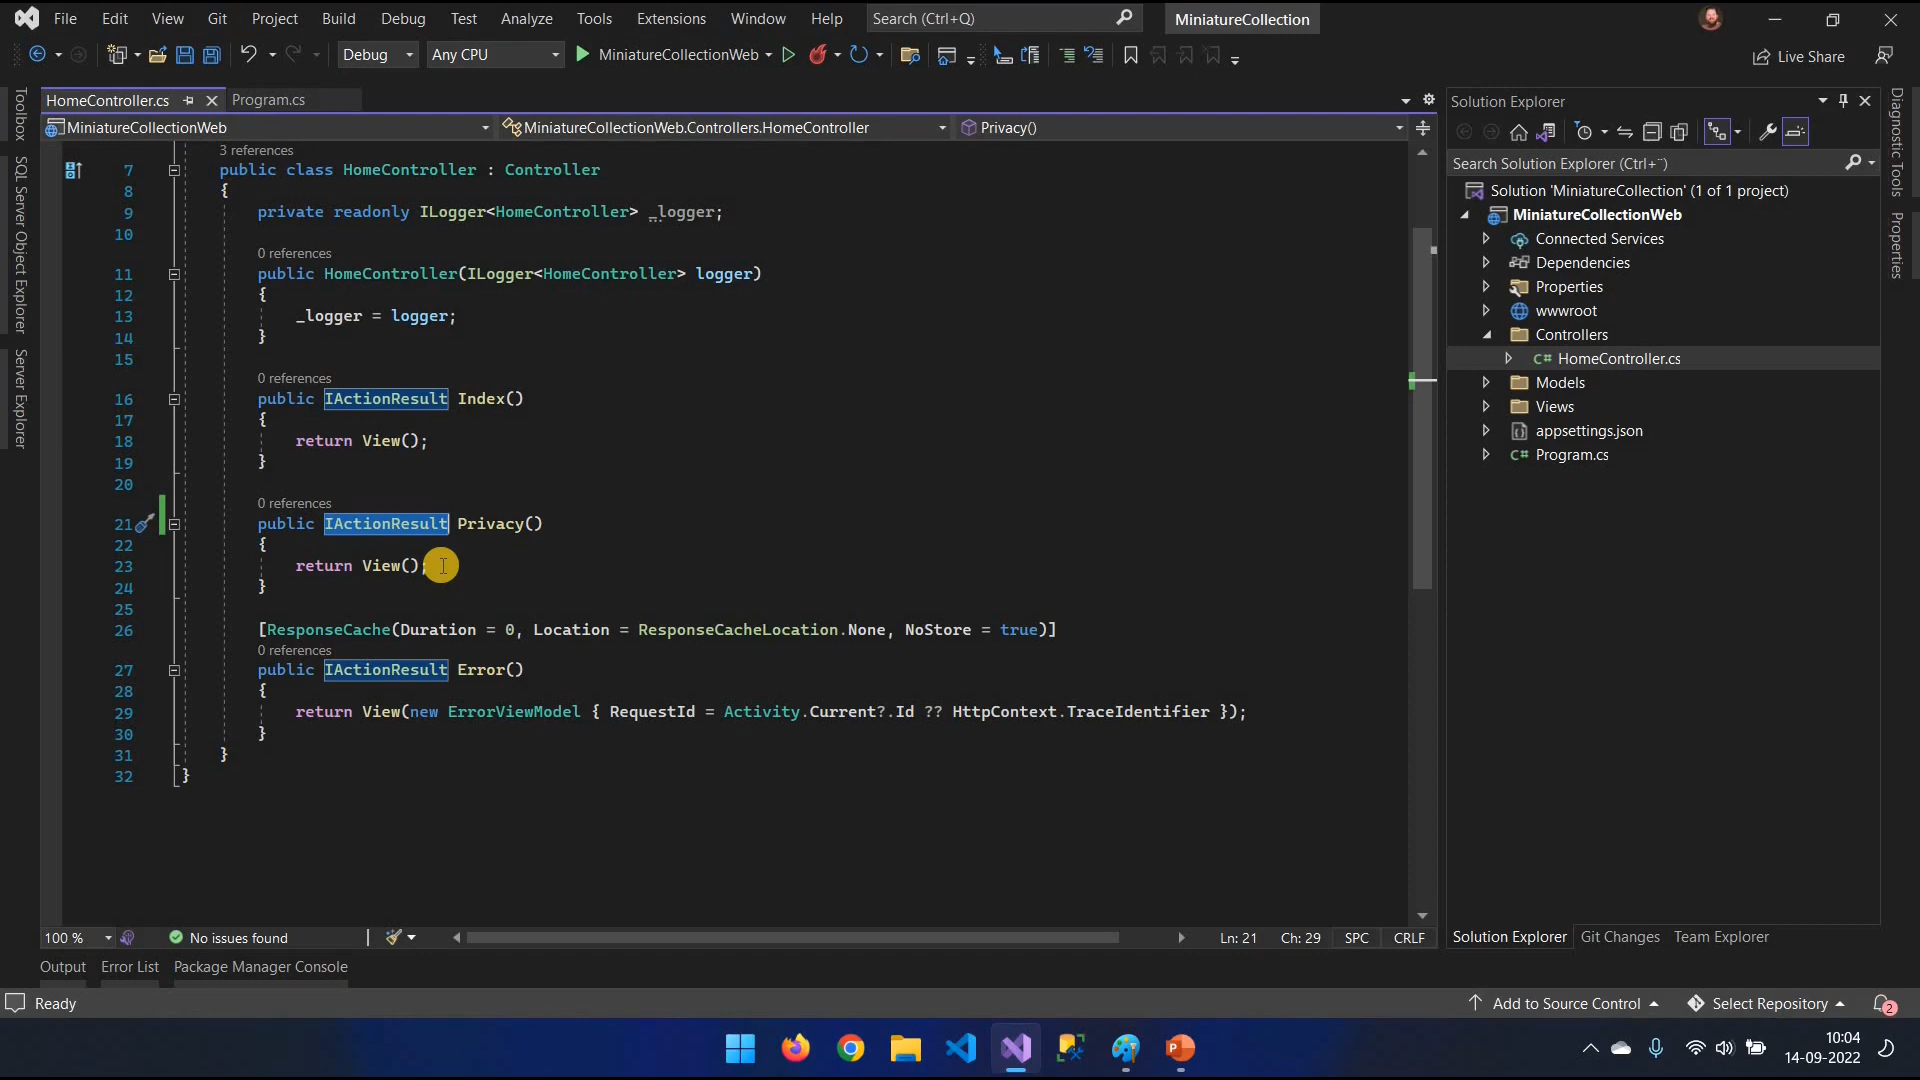 File Edit View Git Project Build Debug Test Analyze Tools Extensions Window Help Search (Ctrl+Q) MiniatureCollection
Debug Any CPU MiniatureCollectionWeb Live Share
HomeController.cs Program.cs
MiniatureCollectionWeb MiniatureCollectionWeb.Controllers.HomeController Privacy()
Toolbox
SQL Server Object Explorer
Server Explorer
3 references
7 public class HomeController : Controller
8 {
9 private readonly ILogger<HomeController> _logger;
10
0 references
11 public HomeController(ILogger<HomeController> logger)
12 {
13 _logger = logger;
14 }
15
0 references
16 public IActionResult Index()
17 {
18 return View();
19 }
20
0 references
21 public IActionResult Privacy()
22 {
23 return View();
24 }
25
26 [ResponseCache(Duration = 0, Location = ResponseCacheLocation.None, NoStore = true)]
0 references
27 public IActionResult Error()
28 {
29 return View(new ErrorViewModel { RequestId = Activity.Current?.Id ?? HttpContext.TraceIdentifier });
30 }
31 }
32 }
100 % No issues found Ln: 21 Ch: 29 SPC CRLF
Solution Explorer
Search Solution Explorer (Ctrl+¨)
Solution 'MiniatureCollection' (1 of 1 project)
MiniatureCollectionWeb
Connected Services
Dependencies
Properties
wwwroot
Controllers
C# HomeController.cs
Models
Views
appsettings.json
C# Program.cs
Solution Explorer Git Changes Team Explorer
Diagnostic Tools
Properties
Output Error List Package Manager Console
Ready Add to Source Control Select Repository 2
10:04
14-09-2022